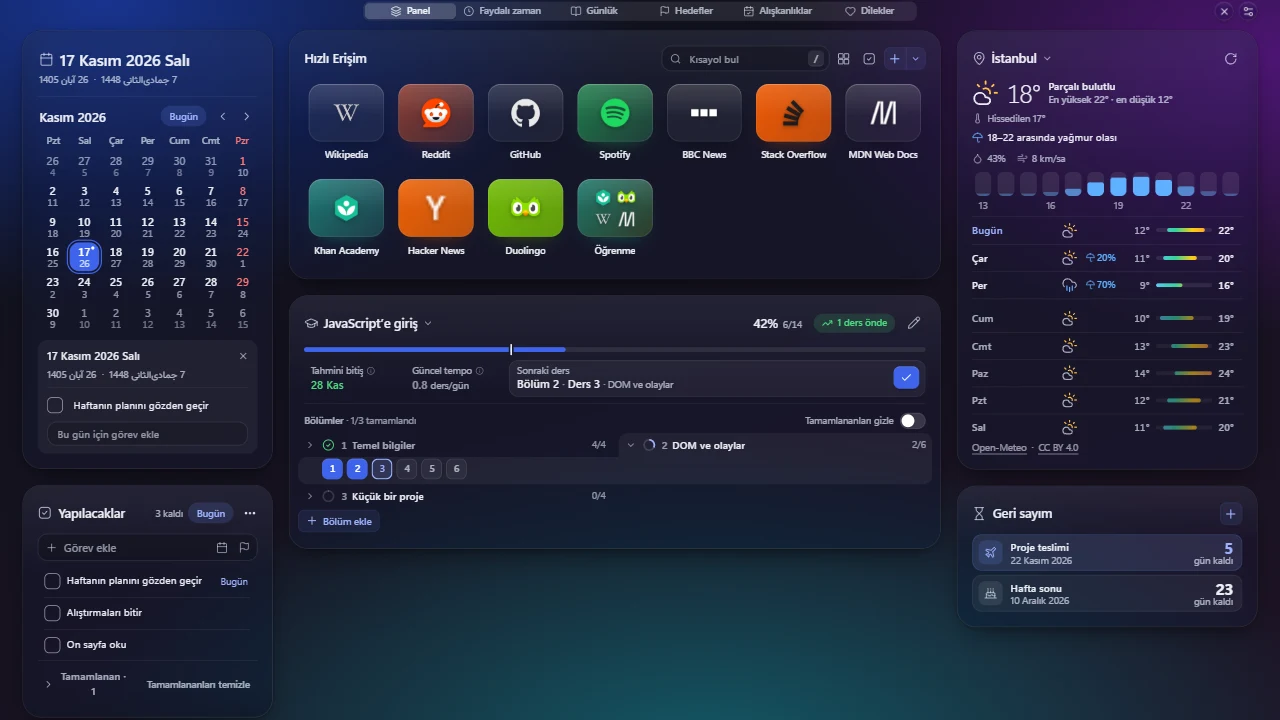 Panel
Faydalı zaman
Günlük
Hedefler
Alışkanlıklar
Dilekler
17 Kasım 2026 Salı
7 جمادى الثانى 1448 · 26 آبان 1405
Kasım 2026
Bugün
Pzt Sal Çar Per Cum Cmt Pzr
26 27 28 29 30 31 1
4 5 6 7 8 9 10
2 3 4 5 6 7 8
11 12 13 14 15 16 17
9 10 11 12 13 14 15
18 19 20 21 22 23 24
16 17 18 19 20 21 22
25 26 27 28 29 30 1
23 24 25 26 27 28 29
2 3 4 5 6 7 8
30 1 2 3 4 5 6
9 10 11 12 13 14 15
17 Kasım 2026 Salı
7 جمادى الثانى 1448 · 26 آبان 1405
Haftanın planını gözden geçir
Bu gün için görev ekle
Yapılacaklar
3 kaldı
Bugün
Görev ekle
Haftanın planını gözden geçir
Bugün
Alıştırmaları bitir
On sayfa oku
Tamamlanan · 1
Tamamlananları temizle
Hızlı Erişim
Kısayol bul
/
W
Wikipedia
Reddit
GitHub
Spotify
BBC News
Stack Overflow
MDN Web Docs
Khan Academy
Y
Hacker News
Duolingo
W
Öğrenme
JavaScript'e giriş
42% 6/14
1 ders önde
Tahmini bitiş
28 Kas
Güncel tempo
0.8 ders/gün
Sonraki ders
Bölüm 2 · Ders 3 · DOM ve olaylar
Bölümler · 1/3 tamamlandı
Tamamlananları gizle
1 Temel bilgiler 4/4
2 DOM ve olaylar 2/6
1 2 3 4 5 6
3 Küçük bir proje 0/4
Bölüm ekle
İstanbul
18°
Parçalı bulutlu
En yüksek 22° · en düşük 12°
Hissedilen 17°
18–22 arasında yağmur olası
43% 8 km/sa
13 16 19 22
Bugün 12° 22°
Çar 20% 11° 20°
Per 70% 9° 16°
Cum 10° 19°
Cmt 13° 23°
Paz 14° 24°
Pzt 12° 21°
Sal 11° 20°
Open-Meteo · CC BY 4.0
Geri sayım
Proje teslimi
22 Kasım 2026
5
gün kaldı
Hafta sonu
10 Aralık 2026
23
gün kaldı